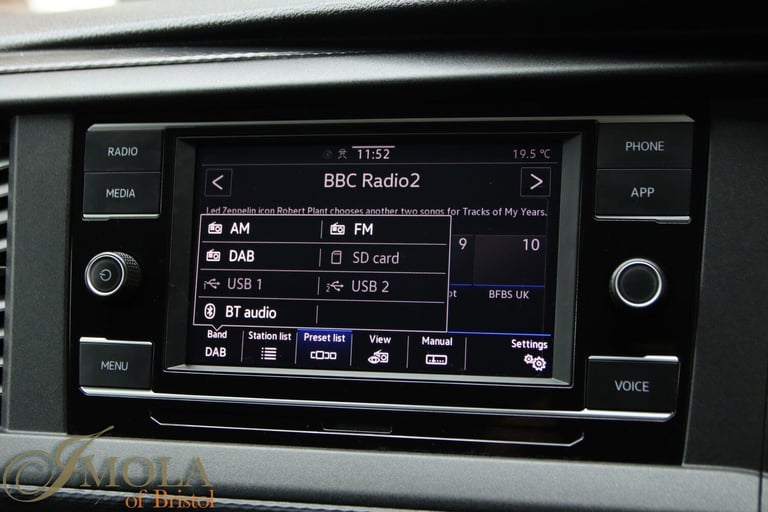 RADIO
MEDIA
MENU
11:52
19.5 °C
< BBC Radio2 >
Led Zeppelin icon Robert Plant chooses another two songs for Tracks of My Years.
AM FM
DAB SD card
1 USB 1 2 USB 2
BT audio
9 10
BFBS UK
Band Station list Preset list View Manual Settings
DAB
PHONE
APP
VOICE
IMOLA
of Bristol